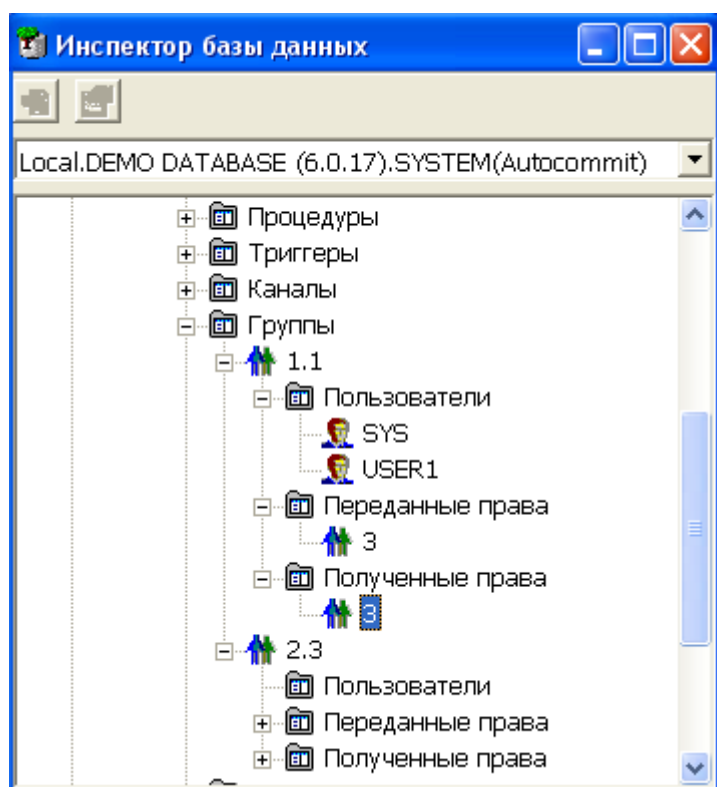 Инспектор базы данных
Local.DEMO DATABASE (6.0.17).SYSTEM(Autocommit)
Процедуры
Триггеры
Каналы
Группы
1.1
Пользователи
SYS
USER1
Переданные права
3
Полученные права
3
2.3
Пользователи
Переданные права
Полученные права